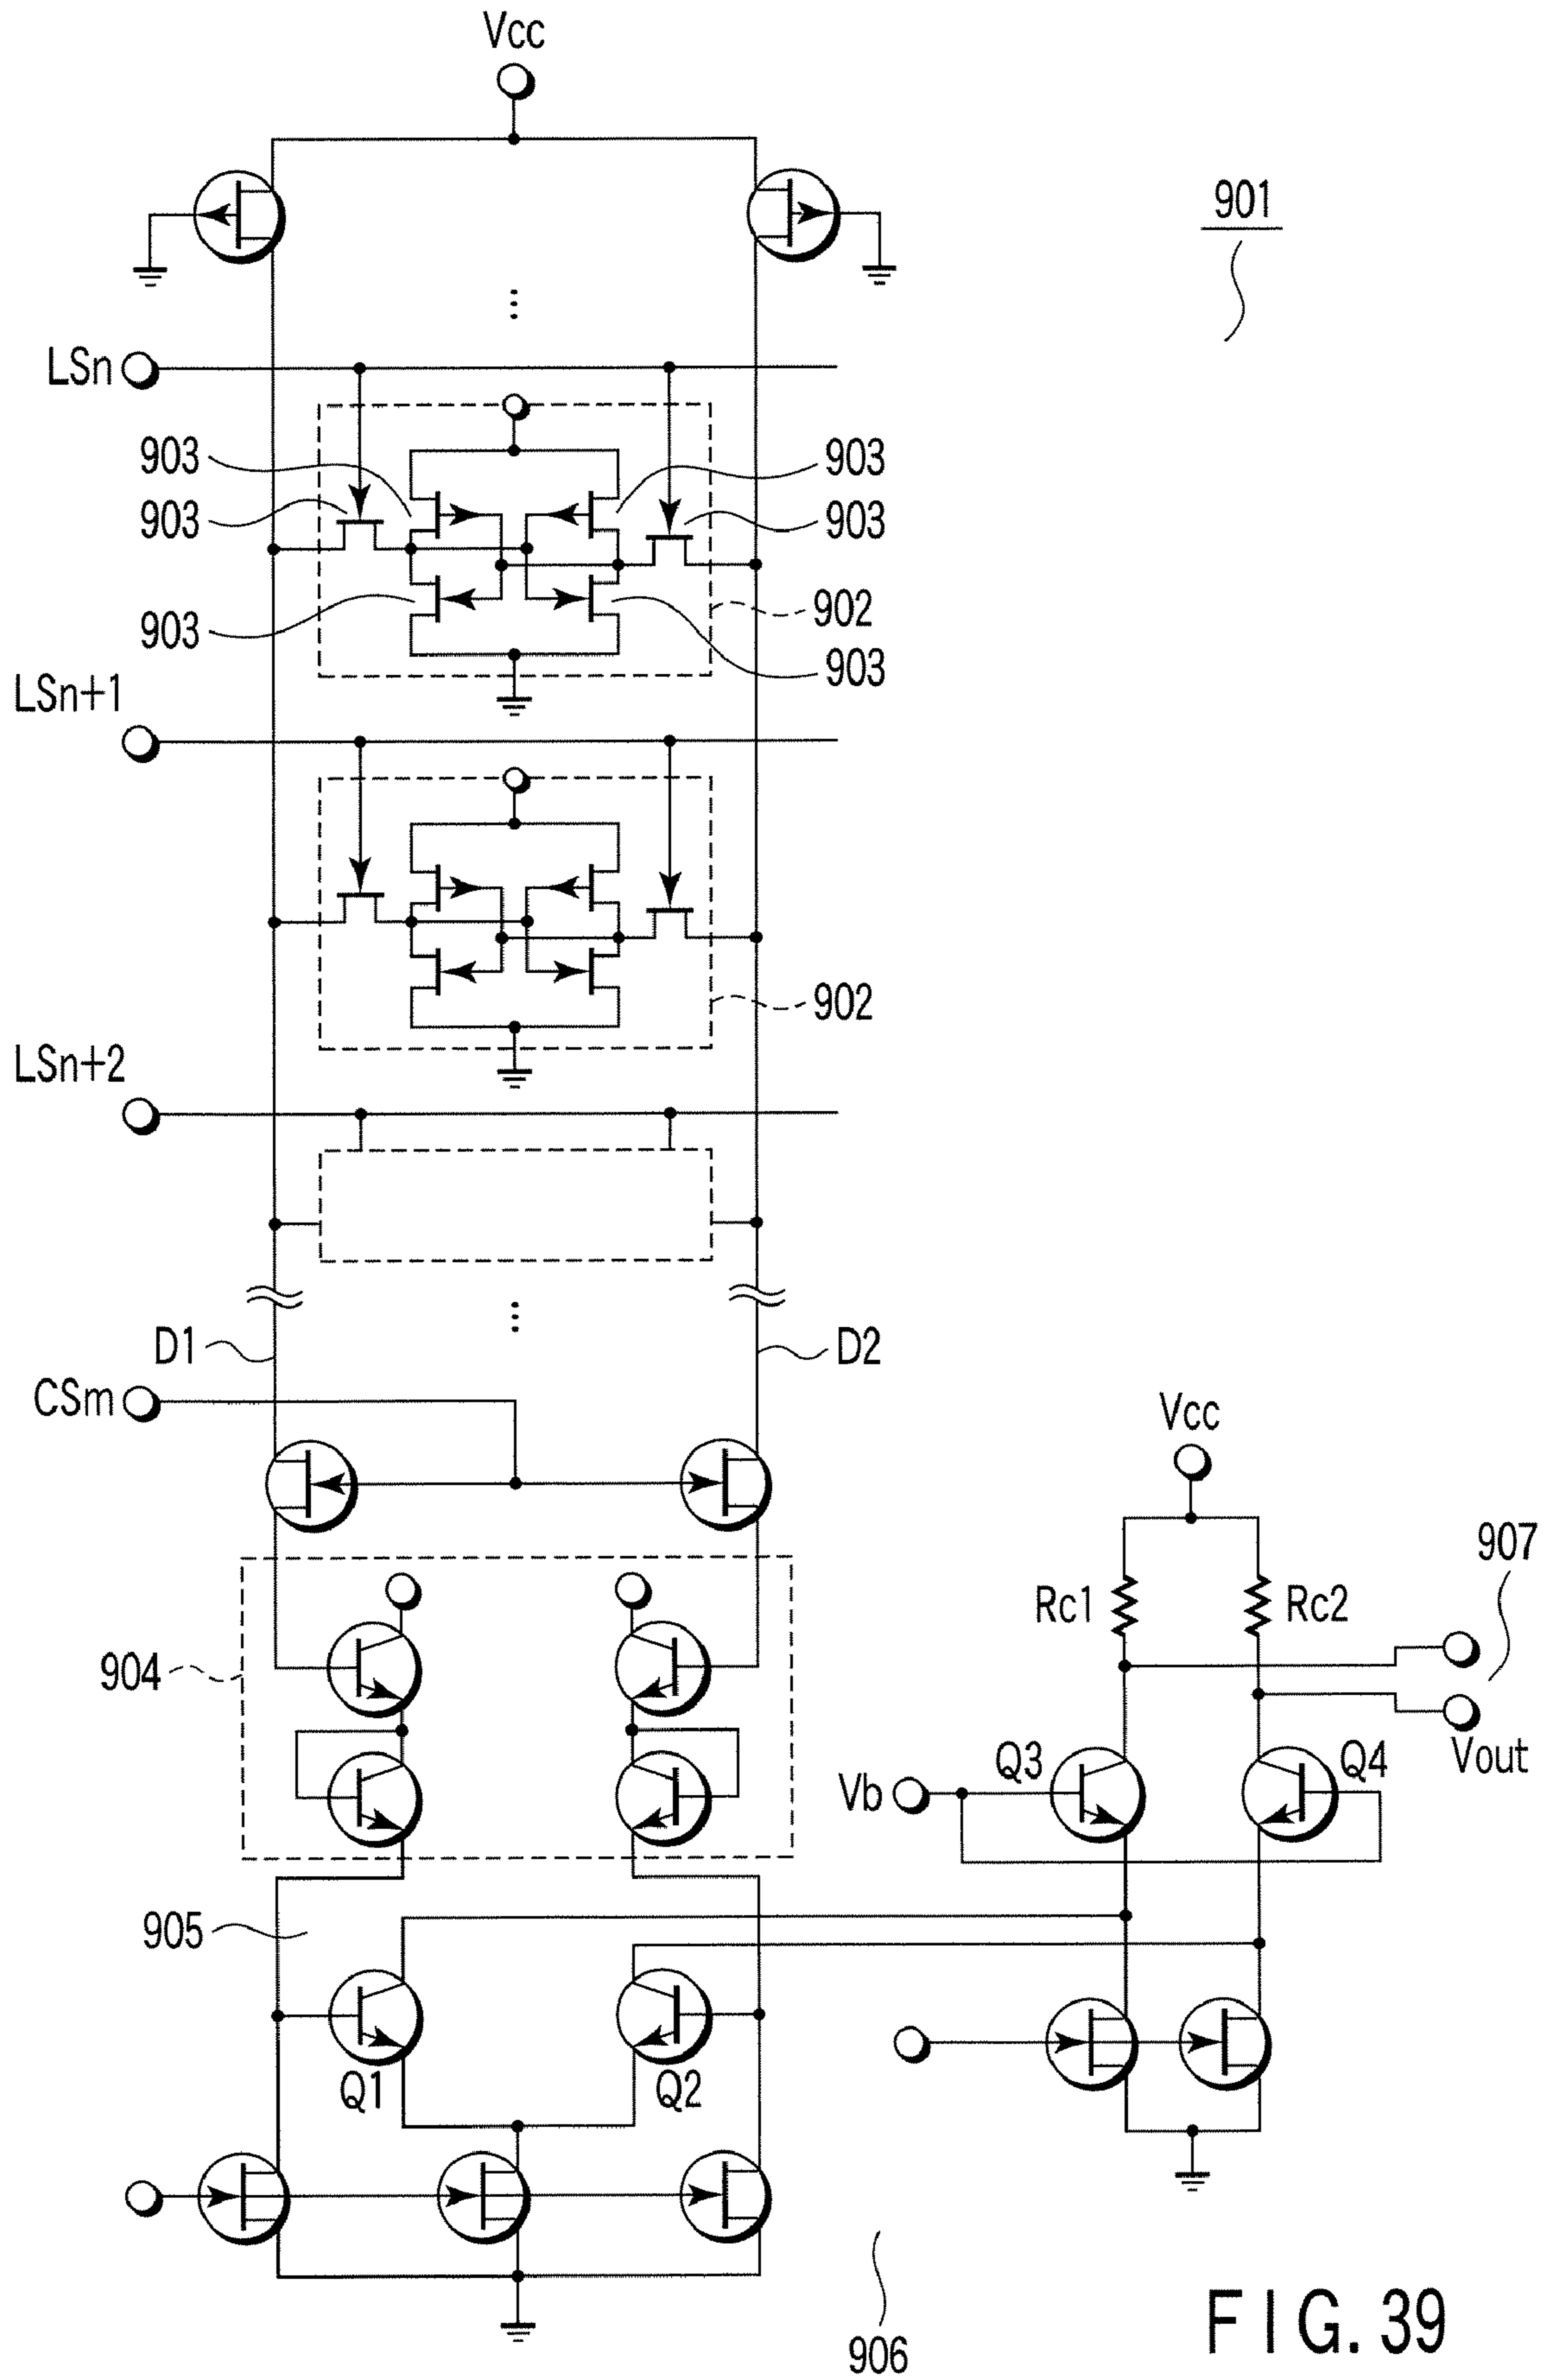 Vcc
901
LSn
903
903
903
903
902
903
903
LSn+1
902
LSn+2
D1
D2
CSm
Vcc
907
Rc1
Rc2
904
Q3
Q4
Vout
Vb
905
Q1
Q2
906
FIG. 39